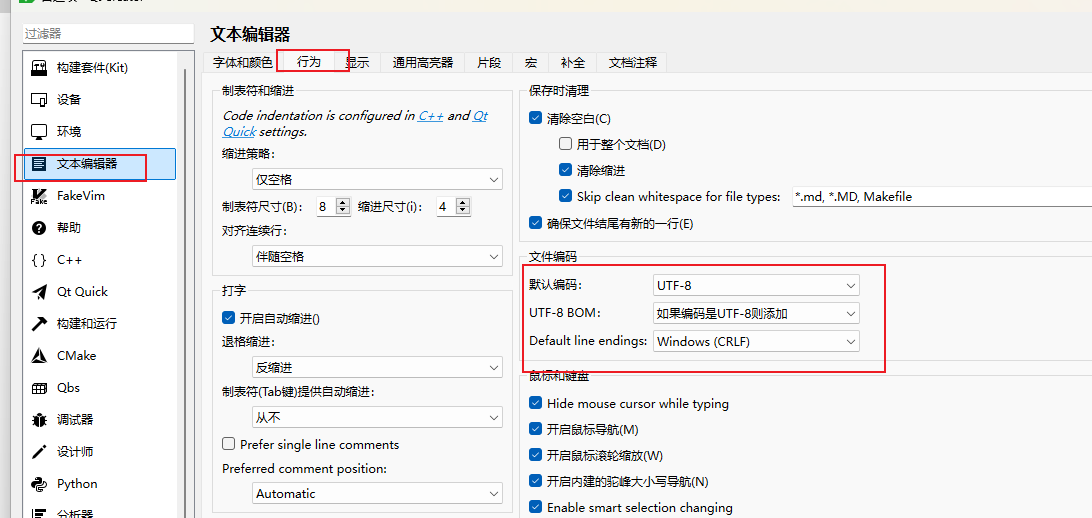 过滤器
构建套件(Kit)
设备
环境
文本编辑器
FakeVim
帮助
C++
Qt Quick
构建和运行
CMake
Qbs
调试器
设计师
Python
分析器
文本编辑器
字体和颜色 行为 显示 通用高亮器 片段 宏 补全 文档注释
制表符和缩进
Code indentation is configured in C++ and Qt
Quick settings.
缩进策略:
仅空格
制表符尺寸(B): 8 缩进尺寸(i): 4
对齐连续行:
伴随空格
打字
开启自动缩进()
退格缩进:
反缩进
制表符(Tab键)提供自动缩进:
从不
Prefer single line comments
Preferred comment position:
Automatic
保存时清理
清除空白(C)
用于整个文档(D)
清除缩进
Skip clean whitespace for file types: *.md, *.MD, Makefile
确保文件结尾有新的一行(E)
文件编码
默认编码: UTF-8
UTF-8 BOM: 如果编码是UTF-8则添加
Default line endings: Windows (CRLF)
鼠标和键盘
Hide mouse cursor while typing
开启鼠标导航(M)
开启鼠标滚轮缩放(W)
开启内建的驼峰大小写导航(N)
Enable smart selection changing